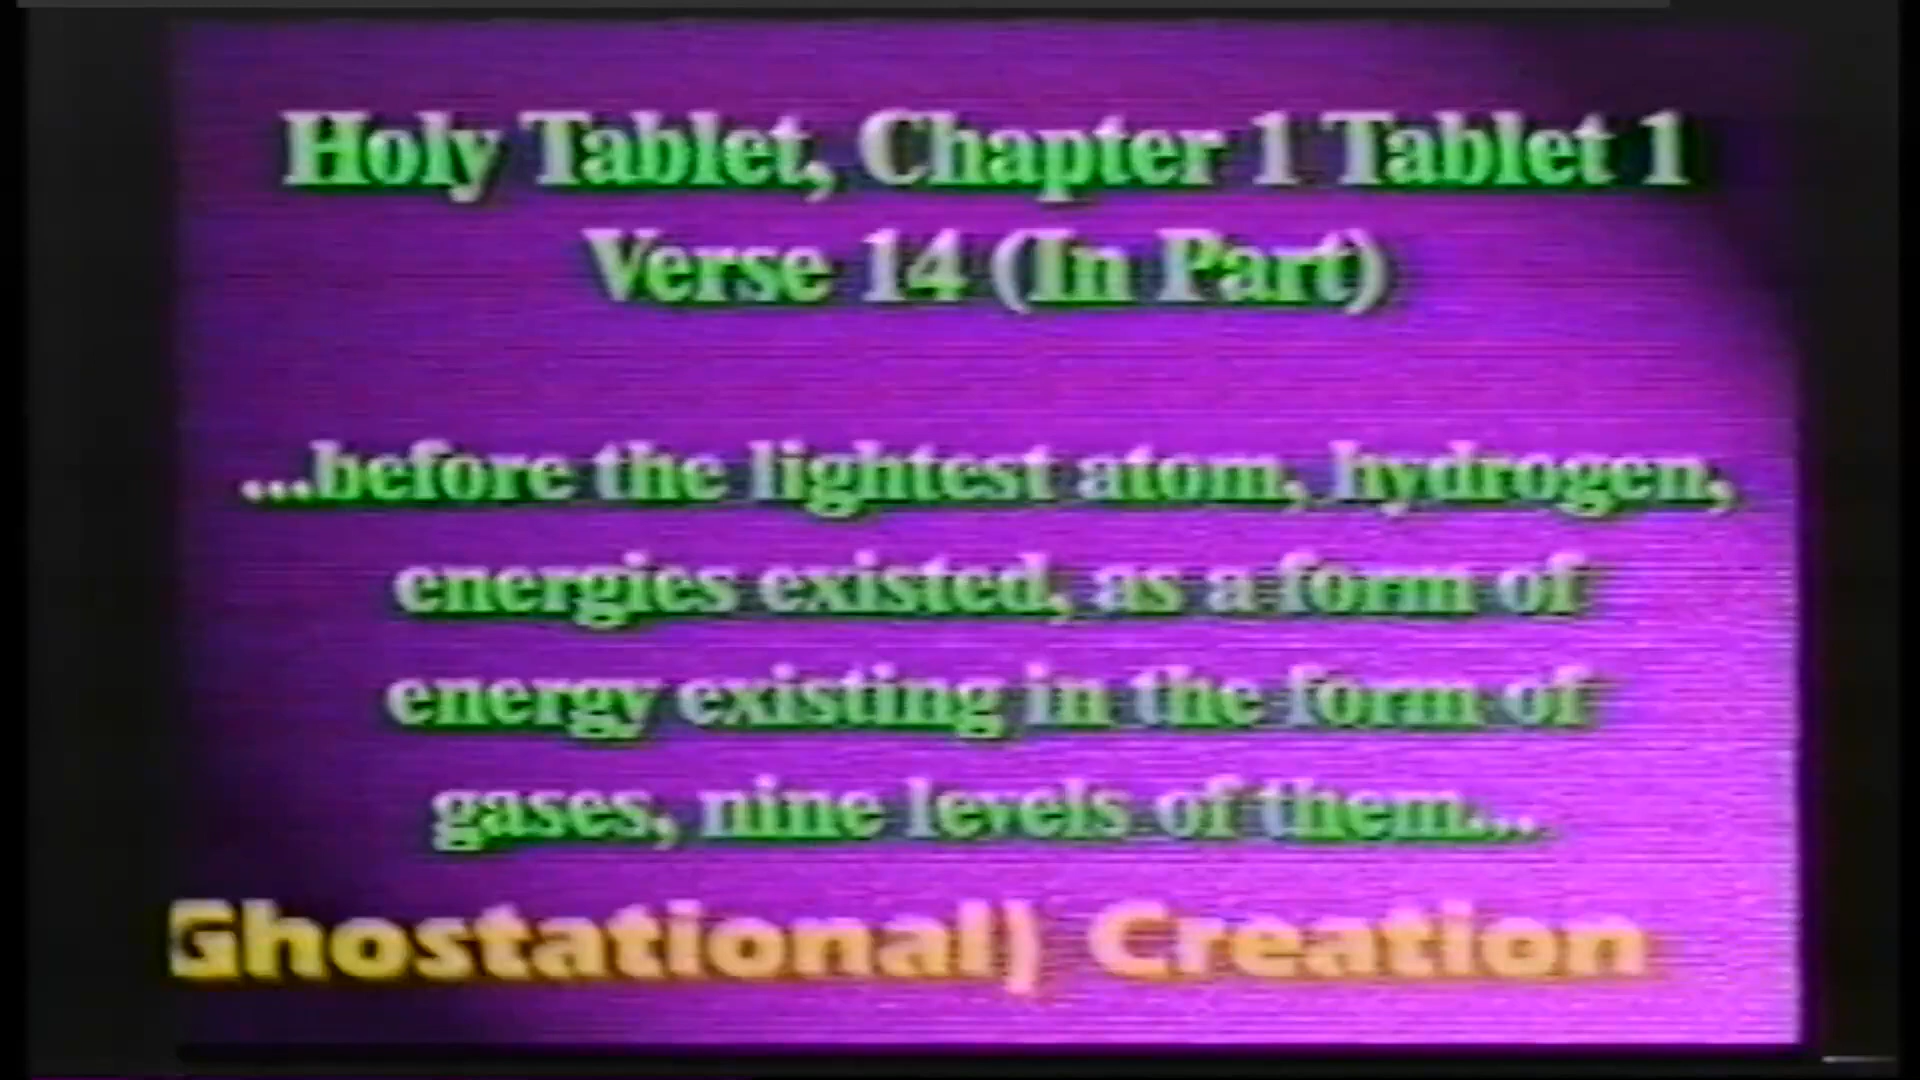 Holy Tablet, Chapter 1 Tablet 1
Verse 14 (In Part)
...before the lightest atom, hydrogen,
energies existed, as a form of
energy existing in the form of
gases, nine levels of them...
Ghostational) Creation